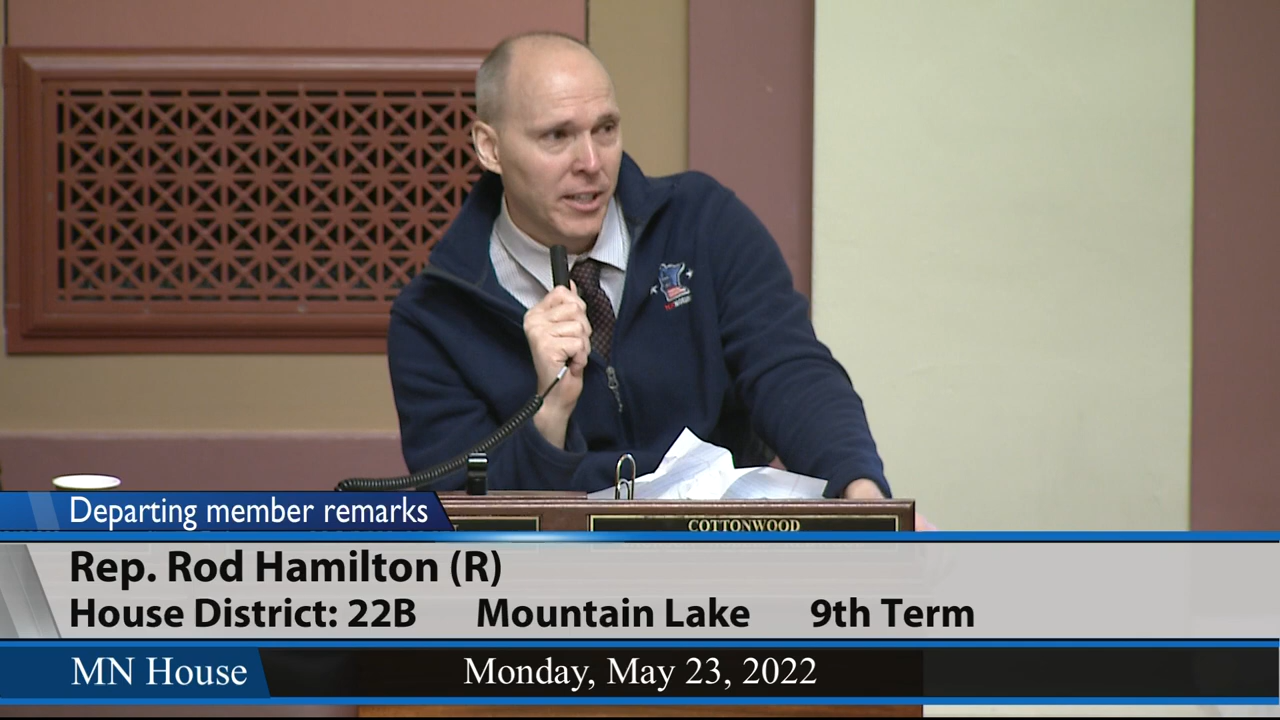 COTTONWOOD
Departing member remarks
Rep. Rod Hamilton (R)
House District: 22B Mountain Lake 9th Term
MN House Monday, May 23, 2022